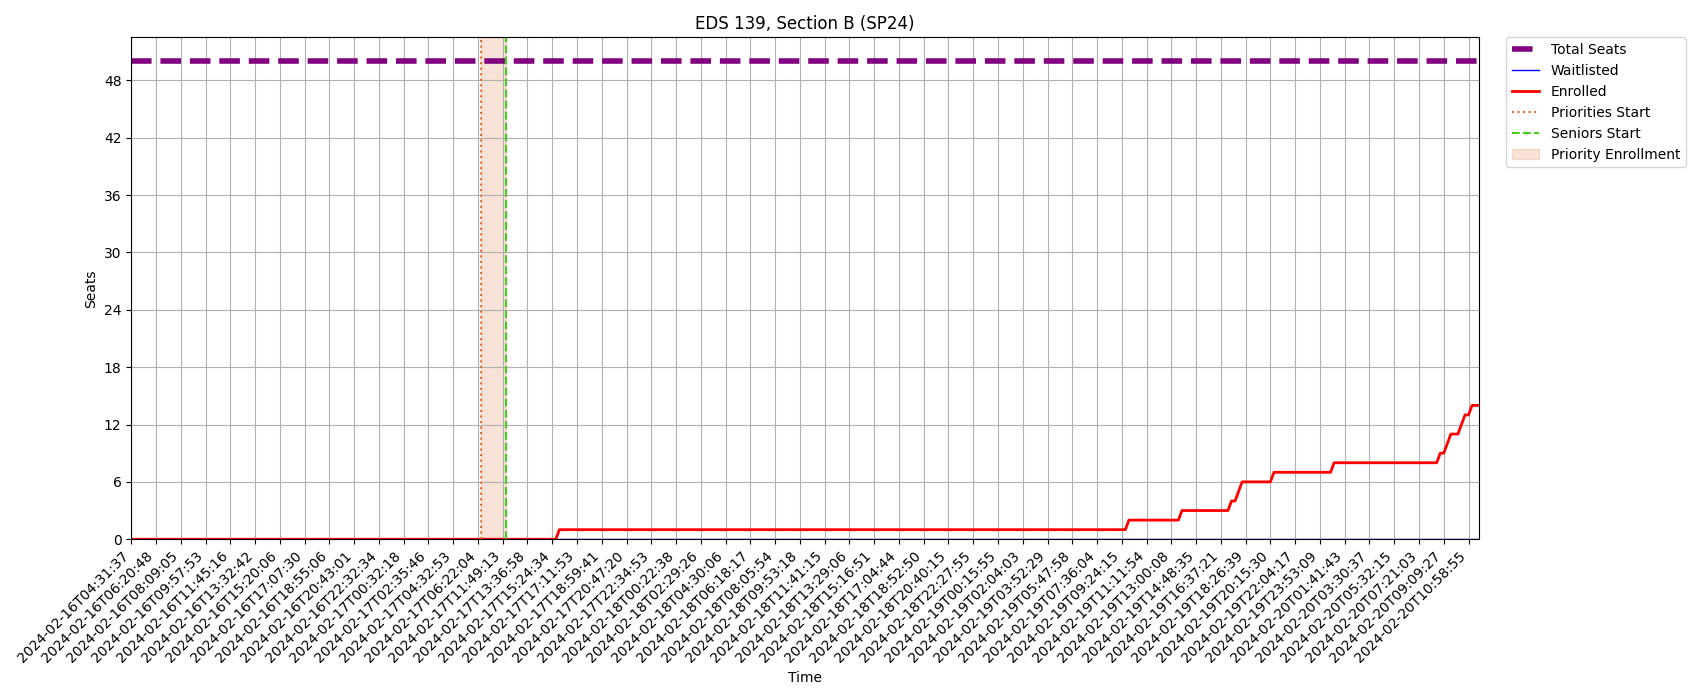 EDS 139, Section B (SP24)
Total Seats
Waitlisted
Enrolled
Priorities Start
Seniors Start
Priority Enrollment
Seats
48
42
36
30
24
18
12
6
0
2024-02-16T04:31:37
2024-02-16T06:20:48
2024-02-16T08:09:05
2024-02-16T09:57:53
2024-02-16T11:45:16
2024-02-16T13:32:42
2024-02-16T15:20:06
2024-02-16T17:07:30
2024-02-16T18:55:06
2024-02-16T20:43:01
2024-02-16T22:32:34
2024-02-17T00:32:18
2024-02-17T02:35:46
2024-02-17T04:32:53
2024-02-17T06:22:04
2024-02-17T11:49:13
2024-02-17T13:36:58
2024-02-17T15:24:34
2024-02-17T17:11:53
2024-02-17T18:59:41
2024-02-17T20:47:20
2024-02-17T22:34:53
2024-02-18T00:22:38
2024-02-18T02:29:26
2024-02-18T04:30:06
2024-02-18T06:18:17
2024-02-18T08:05:54
2024-02-18T09:53:18
2024-02-18T11:41:15
2024-02-18T13:29:06
2024-02-18T15:16:51
2024-02-18T17:04:44
2024-02-18T18:52:50
2024-02-18T20:40:15
2024-02-18T22:27:55
2024-02-19T00:15:55
2024-02-19T02:04:03
2024-02-19T03:52:29
2024-02-19T05:47:58
2024-02-19T07:36:04
2024-02-19T09:24:15
2024-02-19T11:11:54
2024-02-19T13:00:08
2024-02-19T14:48:35
2024-02-19T16:37:21
2024-02-19T18:26:39
2024-02-19T20:15:30
2024-02-19T22:04:17
2024-02-19T23:53:09
2024-02-20T01:41:43
2024-02-20T03:30:37
2024-02-20T05:32:15
2024-02-20T07:21:03
2024-02-20T09:09:27
2024-02-20T10:58:55
Time